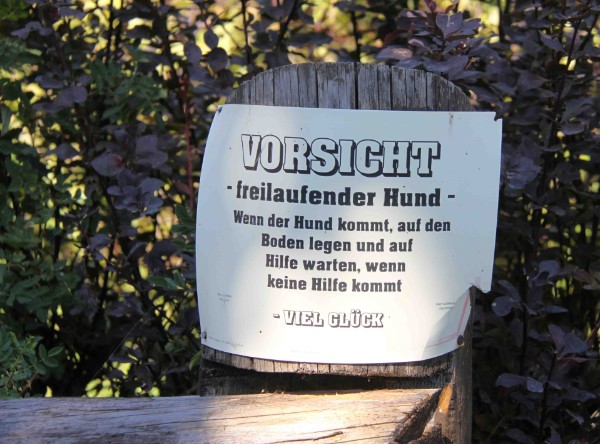 VORSICHT
- freilaufender Hund -
Wenn der Hund kommt, auf den
Boden legen und auf
Hilfe warten, wenn
keine Hilfe kommt
- VIEL GLÜCK